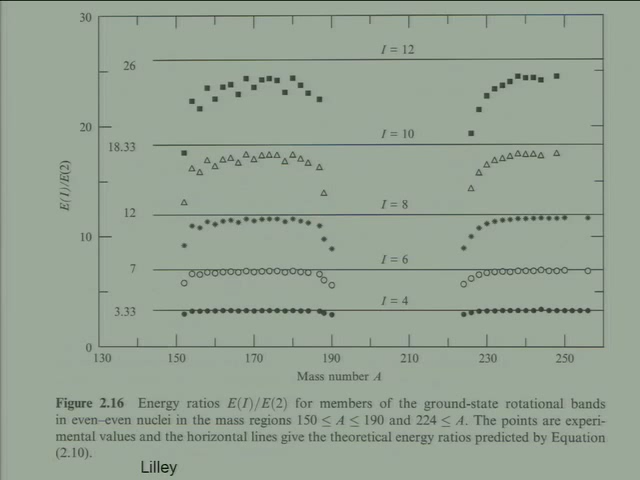 30
I = 12
26
20
I = 10
18.33
E(I)/E(2)
I = 8
12
10
I = 6
7
I = 4
3.33
0
130 150 170 190 210 230 250
Mass number A
Figure 2.16 Energy ratios E(I)/E(2) for members of the ground-state rotational bands
in even–even nuclei in the mass regions 150 ≤ A ≤ 190 and 224 ≤ A. The points are experi-
mental values and the horizontal lines give the theoretical energy ratios predicted by Equation
(2.10).
Lilley